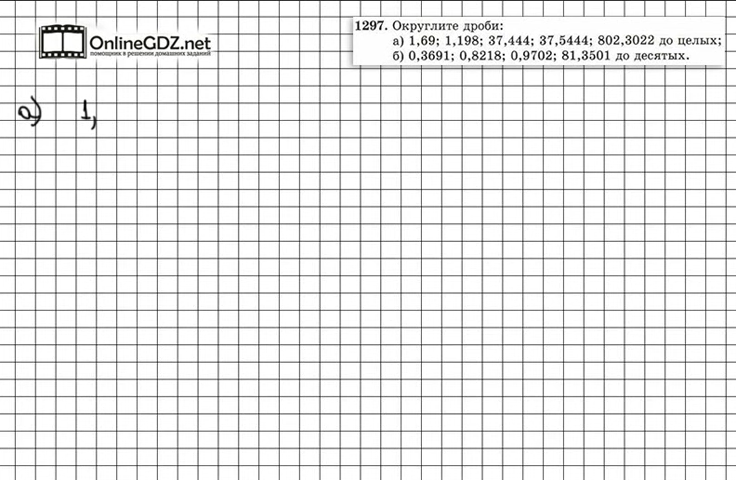 OnlineGDZ.net
помощник в решении домашних заданий
1297. Округлите дроби:
а) 1,69; 1,198; 37,444; 37,5444; 802,3022 до целых;
б) 0,3691; 0,8218; 0,9702; 81,3501 до десятых.
а) 1,